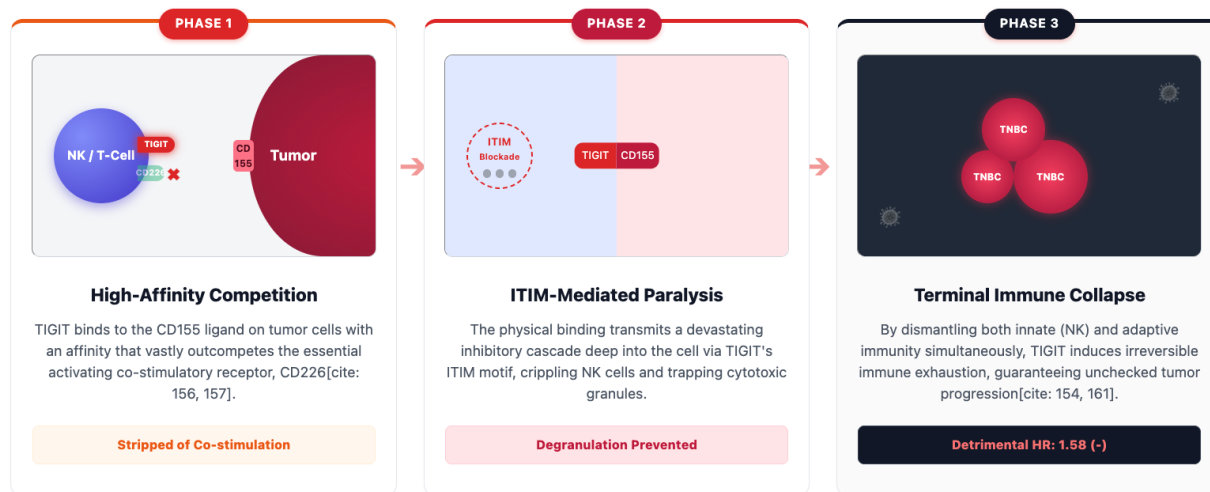 PHASE 1
NK / T-Cell
TIGIT
CD226
CD
155
Tumor
High-Affinity Competition
TIGIT binds to the CD155 ligand on tumor cells with
an affinity that vastly outcompetes the essential
activating co-stimulatory receptor, CD226[cite:
156, 157].
Stripped of Co-stimulation
PHASE 2
ITIM
Blockade
TIGIT
CD155
ITIM-Mediated Paralysis
The physical binding transmits a devastating
inhibitory cascade deep into the cell via TIGIT's
ITIM motif, crippling NK cells and trapping cytotoxic
granules.
Degranulation Prevented
PHASE 3
TNBC
TNBC
TNBC
Terminal Immune Collapse
By dismantling both innate (NK) and adaptive
immunity simultaneously, TIGIT induces irreversible
immune exhaustion, guaranteeing unchecked tumor
progression[cite: 154, 161].
Detrimental HR: 1.58 (-)